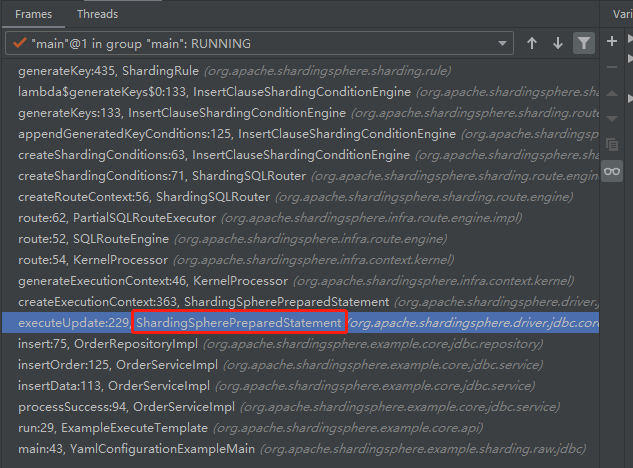 Frames Threads Vari
"main"@1 in group "main": RUNNING
generateKey:435, ShardingRule (org.apache.shardingsphere.sharding.rule)
lambda$generateKeys$0:133, InsertClauseShardingConditionEngine (org.apache.shardingsphere.sh
generateKeys:133, InsertClauseShardingConditionEngine (org.apache.shardingsphere.sharding.rout
appendGeneratedKeyConditions:125, InsertClauseShardingConditionEngine (org.apache.shardingsp
createShardingConditions:63, InsertClauseShardingConditionEngine (org.apache.shardingsphere.sh
createShardingConditions:71, ShardingSQLRouter (org.apache.shardingsphere.sharding.route.engin
createRouteContext:56, ShardingSQLRouter (org.apache.shardingsphere.sharding.route.engine)
route:62, PartialSQLRouteExecutor (org.apache.shardingsphere.infra.route.engine.impl)
route:52, SQLRouteEngine (org.apache.shardingsphere.infra.route.engine)
route:54, KernelProcessor (org.apache.shardingsphere.infra.context.kernel)
generateExecutionContext:46, KernelProcessor (org.apache.shardingsphere.infra.context.kernel)
createExecutionContext:363, ShardingSpherePreparedStatement (org.apache.shardingsphere.driver.j
executeUpdate:229, ShardingSpherePreparedStatement (org.apache.shardingsphere.driver.jdbc.core
insert:75, OrderRepositoryImpl (org.apache.shardingsphere.example.core.jdbc.repository)
insertOrder:125, OrderServiceImpl (org.apache.shardingsphere.example.core.jdbc.service)
insertData:113, OrderServiceImpl (org.apache.shardingsphere.example.core.jdbc.service)
processSuccess:94, OrderServiceImpl (org.apache.shardingsphere.example.core.jdbc.service)
run:29, ExampleExecuteTemplate (org.apache.shardingsphere.example.core.api)
main:43, YamlConfigurationExampleMain (org.apache.shardingsphere.example.sharding.raw.jdbc)